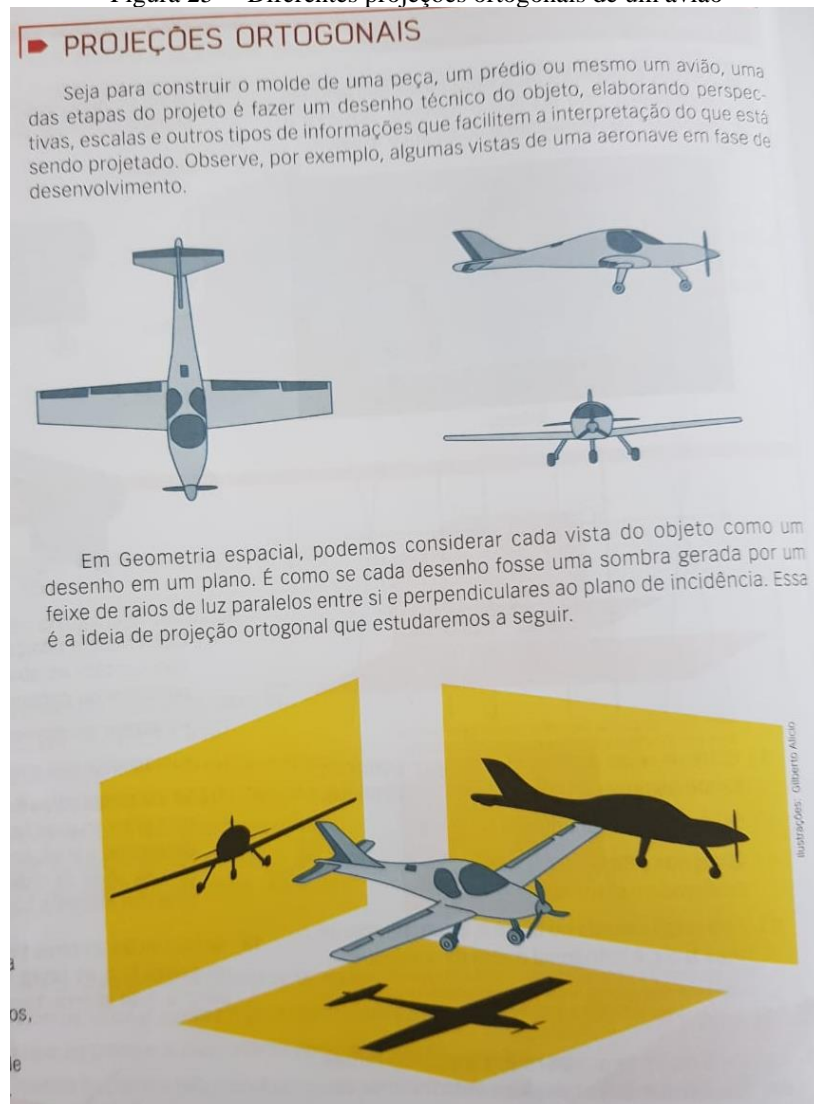 Figura 25 — Diferentes projeções ortogonais de um avião
PROJEÇÕES ORTOGONAIS
Seja para construir o molde de uma peça, um prédio ou mesmo um avião, uma
das etapas do projeto é fazer um desenho técnico do objeto, elaborando perspec-
tivas, escalas e outros tipos de informações que facilitem a interpretação do que está
sendo projetado. Observe, por exemplo, algumas vistas de uma aeronave em fase de
desenvolvimento.
Em Geometria espacial, podemos considerar cada vista do objeto como um
desenho em um plano. É como se cada desenho fosse uma sombra gerada por um
feixe de raios de luz paralelos entre si e perpendiculares ao plano de incidência. Essa
é a ideia de projeção ortogonal que estudaremos a seguir.
Ilustrações: Gilberto Alicio
a
os,
le